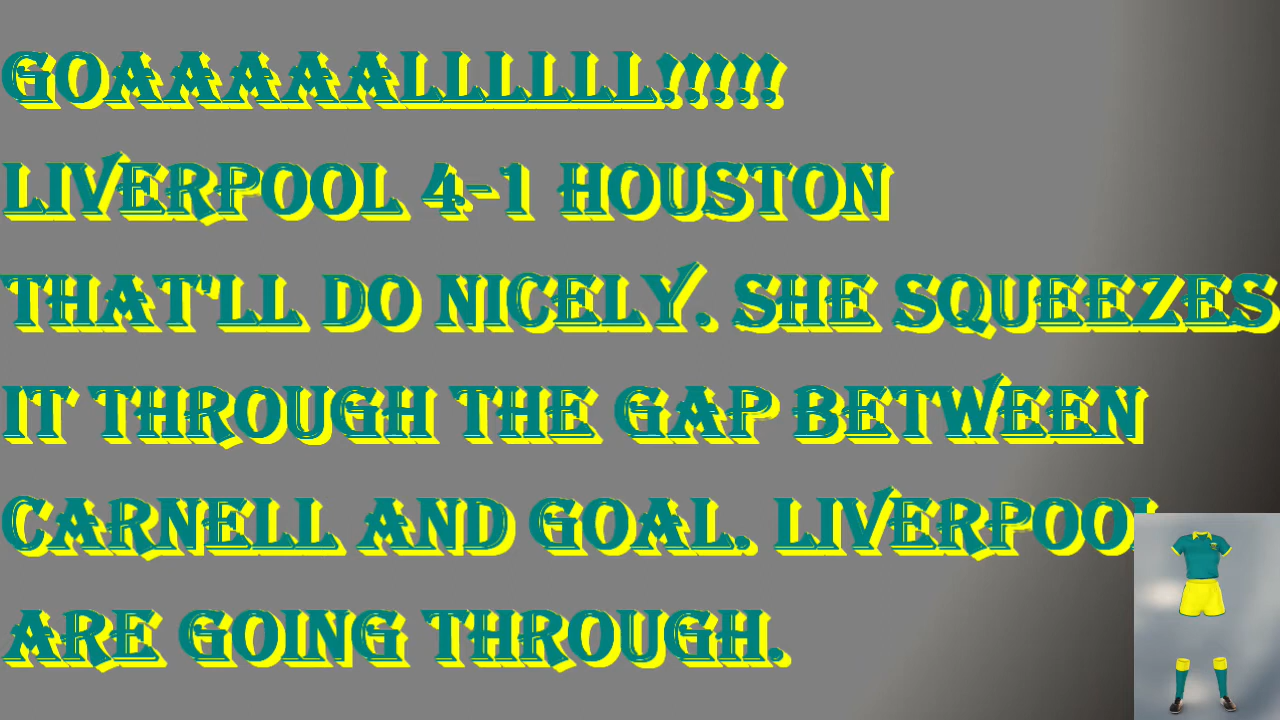 GOAAAAAALLLLLL!!!!!
LIVERPOOL 4-1 HOUSTON
THAT'LL DO NICELY. SHE SQUEEZES
IT THROUGH THE GAP BETWEEN
CARNELL AND GOAL. LIVERPOOL
ARE GOING THROUGH.